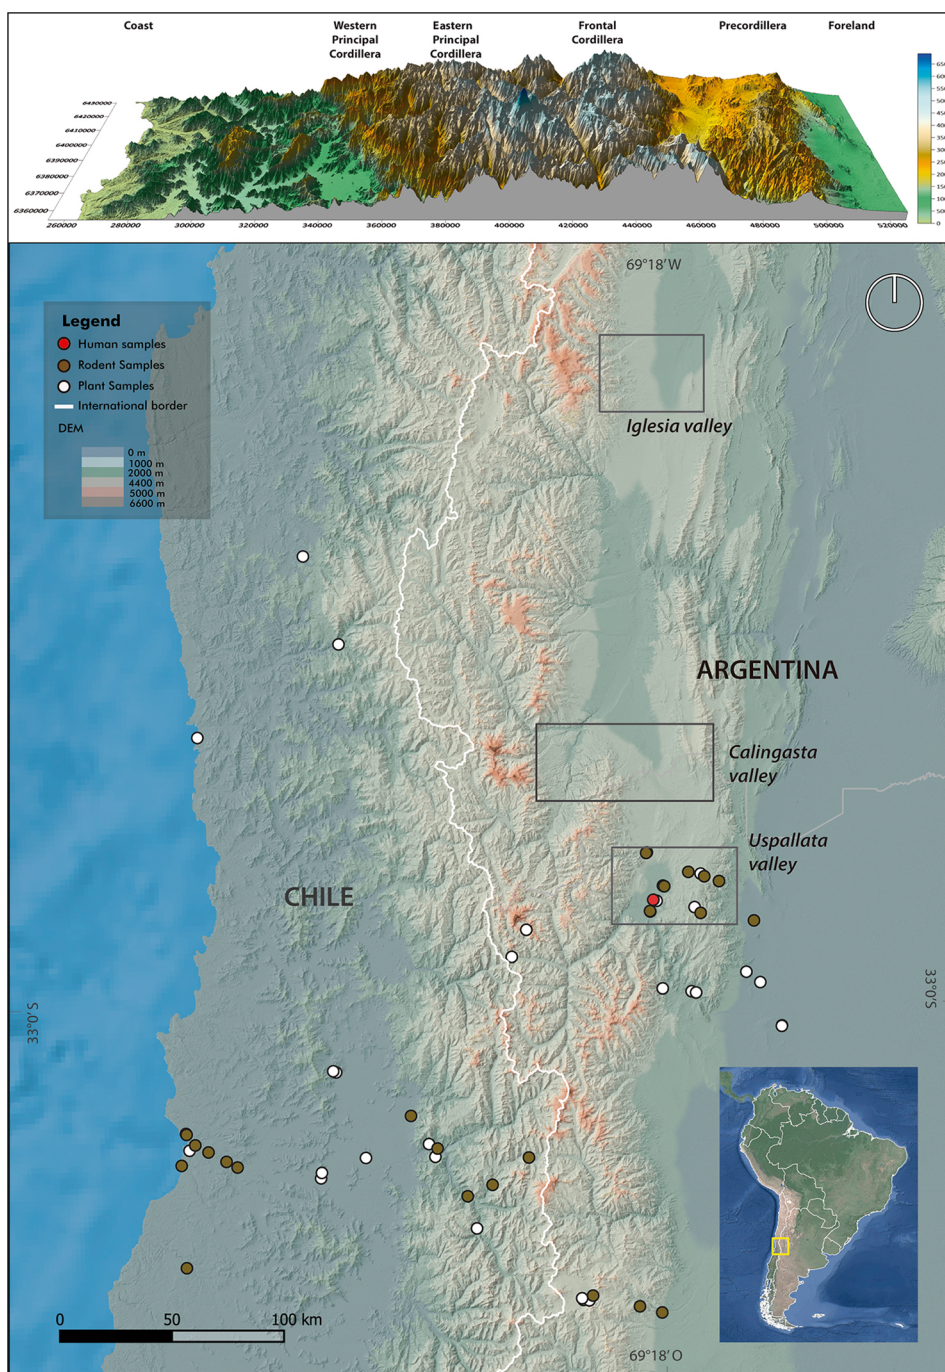 Coast
Western
Principal
Cordillera
Eastern
Principal
Cordillera
Frontal
Cordillera
Precordillera
Foreland
6430000
6420000
6410000
6400000
6390000
6380000
6370000
6360000
260000
280000
300000
320000
340000
360000
380000
400000
420000
440000
460000
480000
500000
520000
69°18' W
Legend
Human samples
Rodent Samples
Plant Samples
International border
DEM
0 m
1000 m
2000 m
4400 m
5000 m
6600 m
Iglesia valley
ARGENTINA
Calingasta
valley
Uspallata
valley
CHILE
33°0' S
33°0'S
0
50
100 km
69°18' O